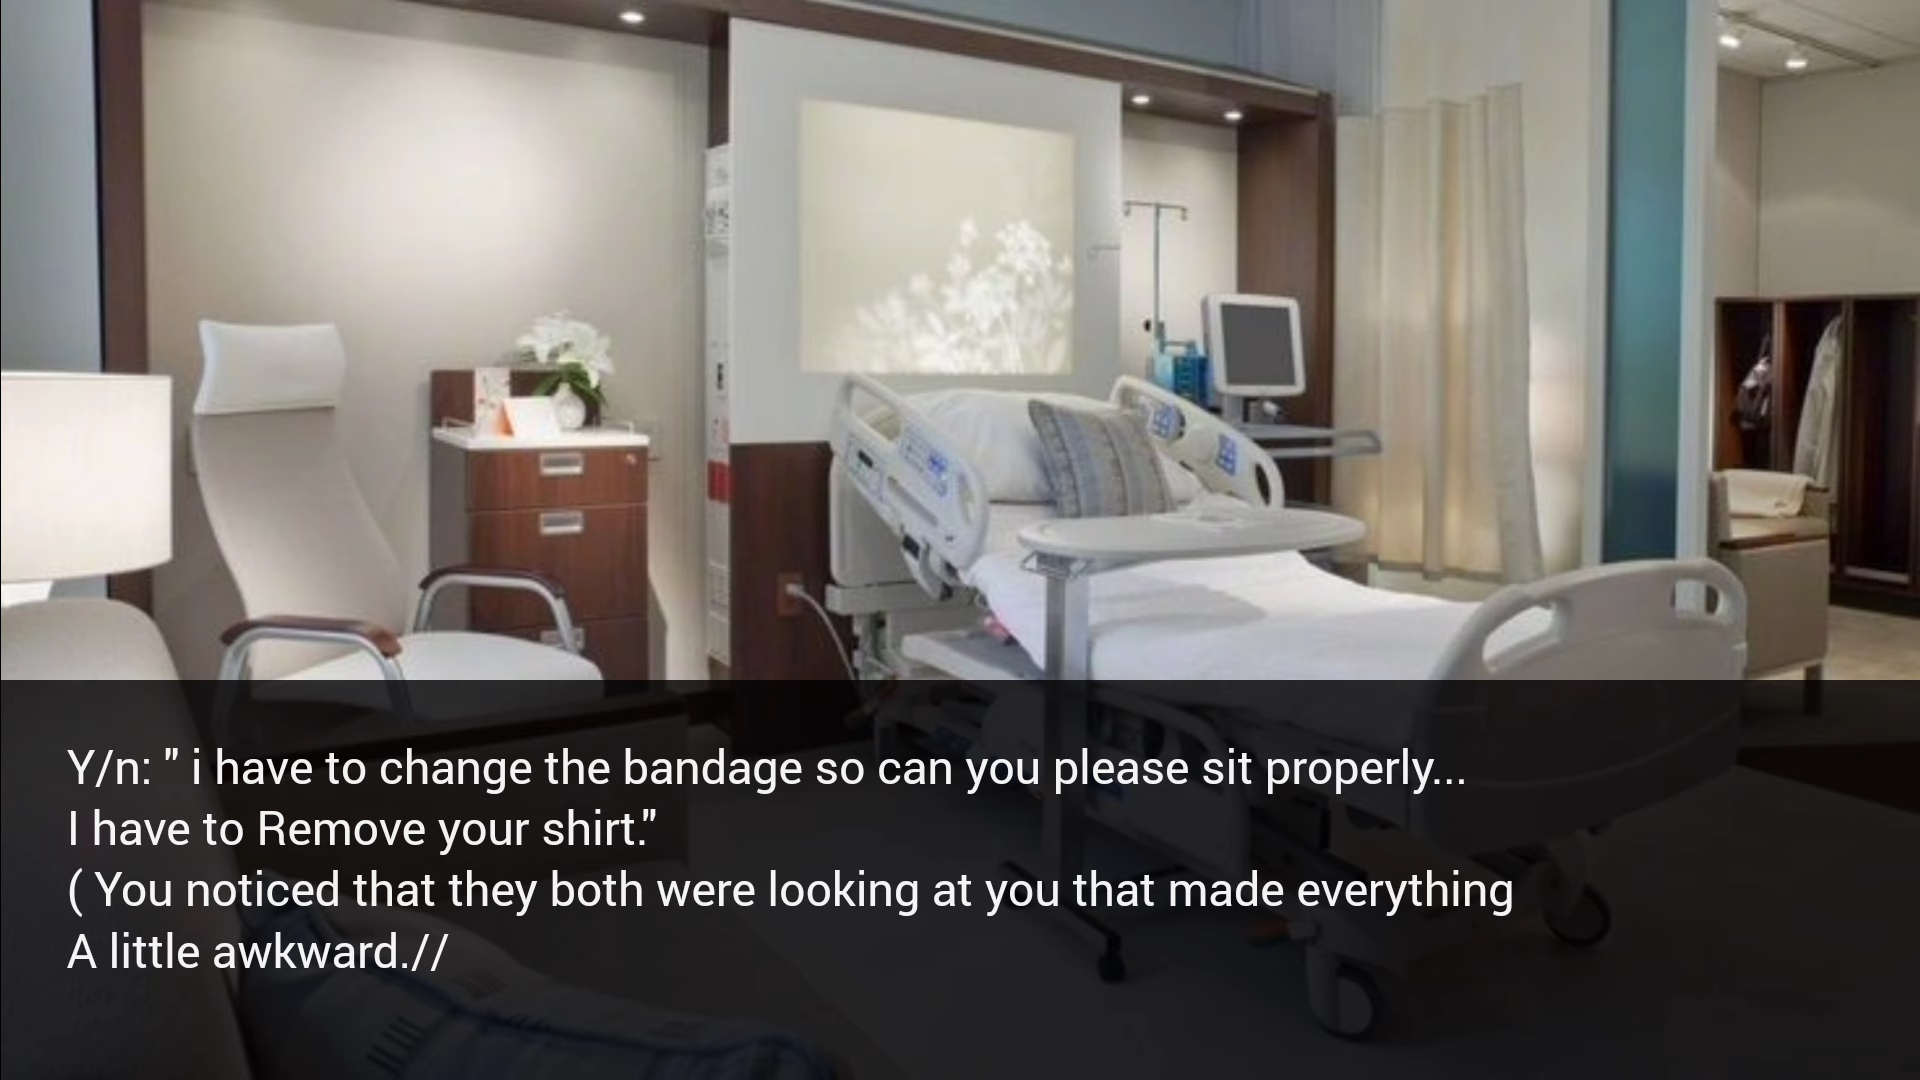 Y/n: " i have to change the bandage so can you please sit properly...
I have to Remove your shirt."
( You noticed that they both were looking at you that made everything
A little awkward.//